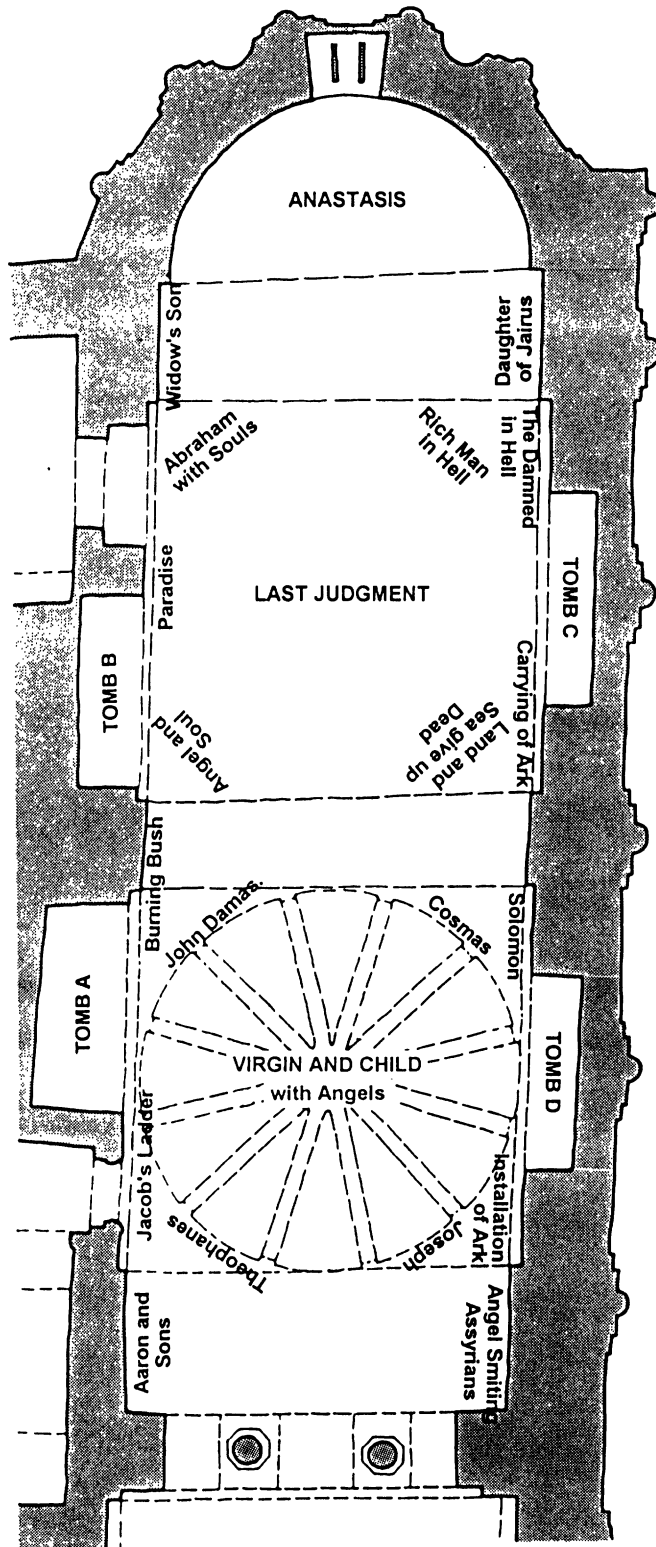 ANASTASIS
Widow's Son
Daughter
of Jairus
Abraham
with Souls
Rich Man
in Hell
The Damned
in Hell
Paradise
LAST JUDGMENT
TOMB C
TOMB B
Angel and
Soul
Land and
Sea give up
Dead
Carrying of Ark
Burning Bush
John Damas.
Cosmas
Solomon
TOMB A
VIRGIN AND CHILD
with Angels
TOMB D
Jacob's Ladder
Installation
of Ark
Theophanes
Joseph
Aaron and
Sons
Angel Smiting
Assyrians